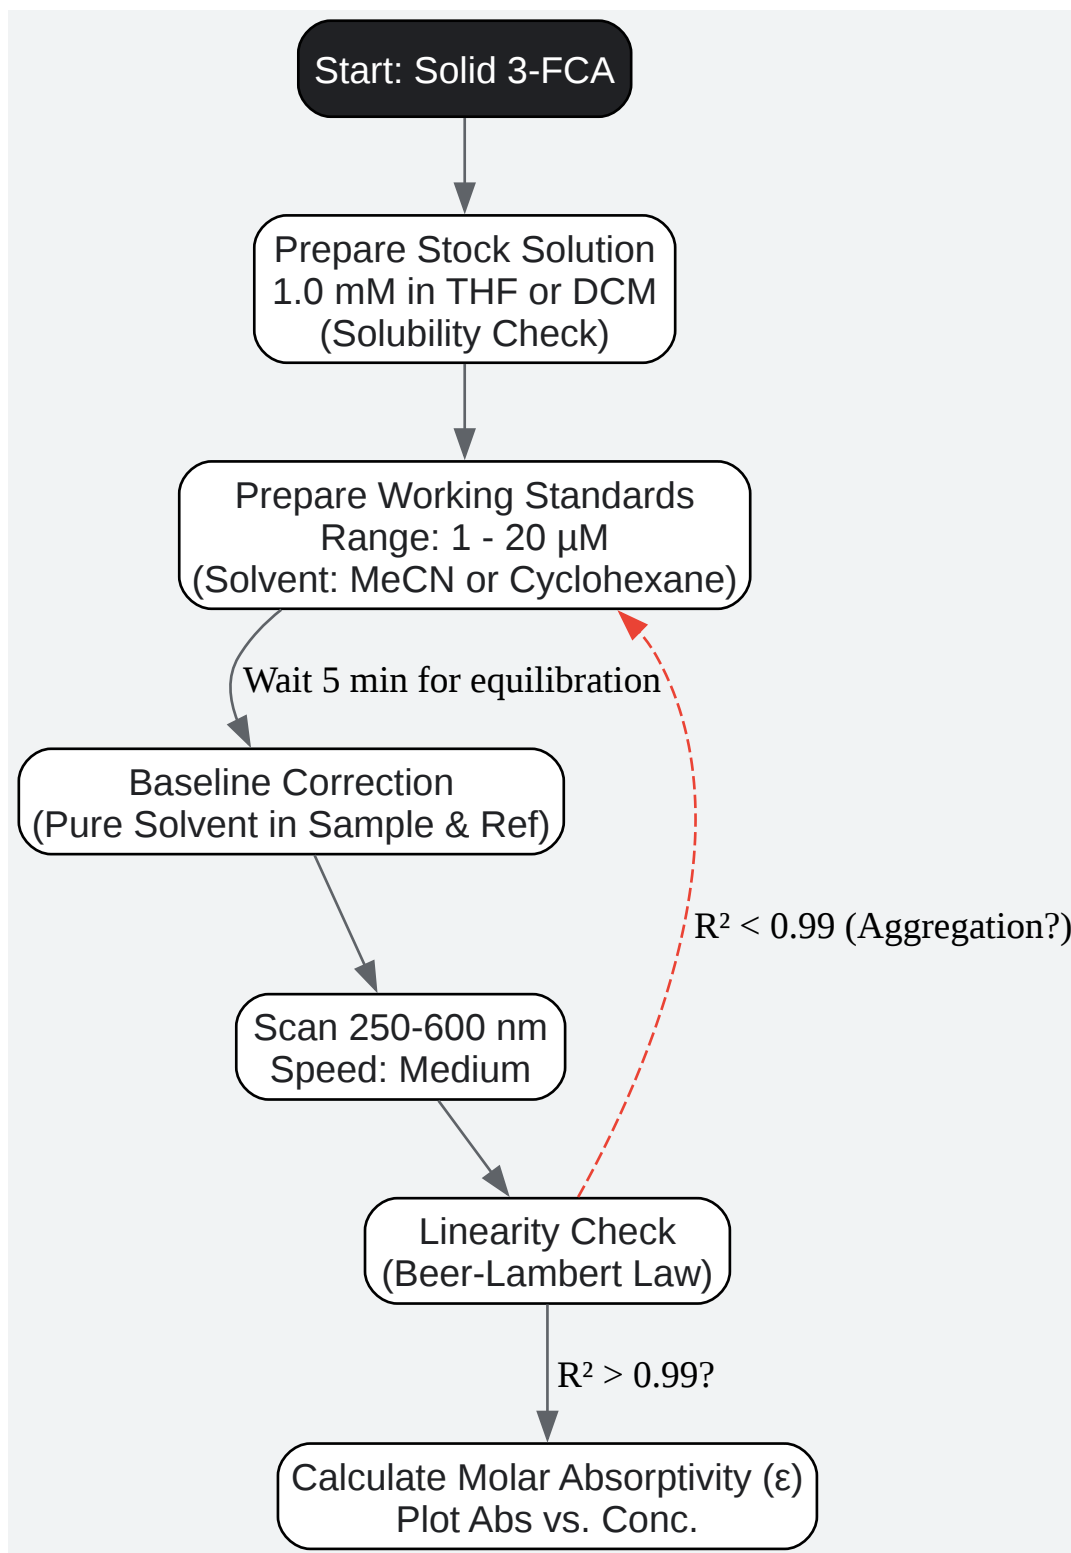 Start: Solid 3-FCA
Prepare Stock Solution
1.0 mM in THF or DCM
(Solubility Check)
Prepare Working Standards
Range: 1 - 20 µM
(Solvent: MeCN or Cyclohexane)
Wait 5 min for equilibration
Baseline Correction
(Pure Solvent in Sample & Ref)
R² < 0.99 (Aggregation?)
Scan 250-600 nm
Speed: Medium
Linearity Check
(Beer-Lambert Law)
R² > 0.99?
Calculate Molar Absorptivity (ε)
Plot Abs vs. Conc.